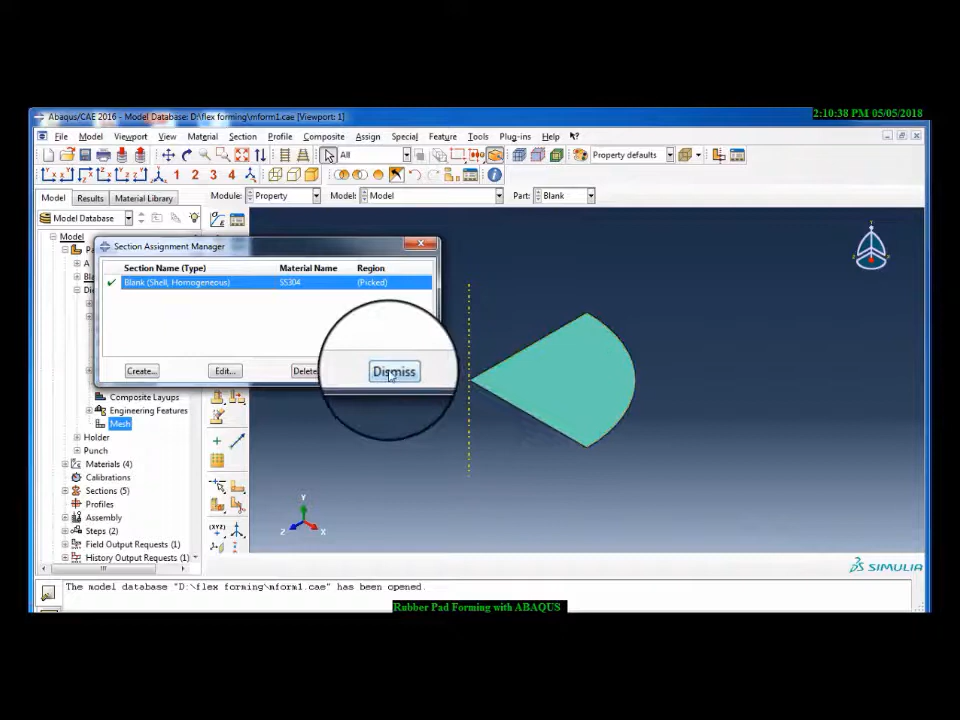 2:10:38 PM 05/05/2018
Abaqus/CAE 2016 - Model Database: D:\flex forming\mform1.cae [Viewport: 1]
File Model Viewport View Material Section Profile Composite Assign Special Feature Tools Plug-ins Help
All Property defaults
1 2 3 4
Model Results Material Library Module: Property Model: Model Part: Blank
Model Database
Model
Section Assignment Manager
Section Name (Type) Material Name Region
Blank (Shell, Homogeneous) SS304 (Picked)
Create... Edit... Delete Dismiss
Composite Layups
Engineering Features
Mesh
Holder
Punch
Materials (4)
Calibrations
Sections (5)
Profiles
Assembly
Steps (2)
Field Output Requests (1)
History Output Requests (1)
Y
Z X
SIMULIA
The model database "D:\flex forming\mform1.cae" has been opened.
Rubber Pad Forming with ABAQUS